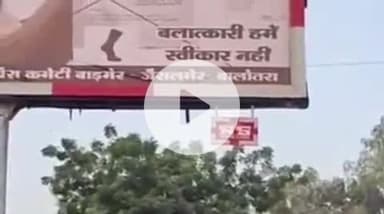 बलात्कारी हमें
स्वीकार नहीं
कमेटी बाड़मेर जैसलमेर बालोतरा